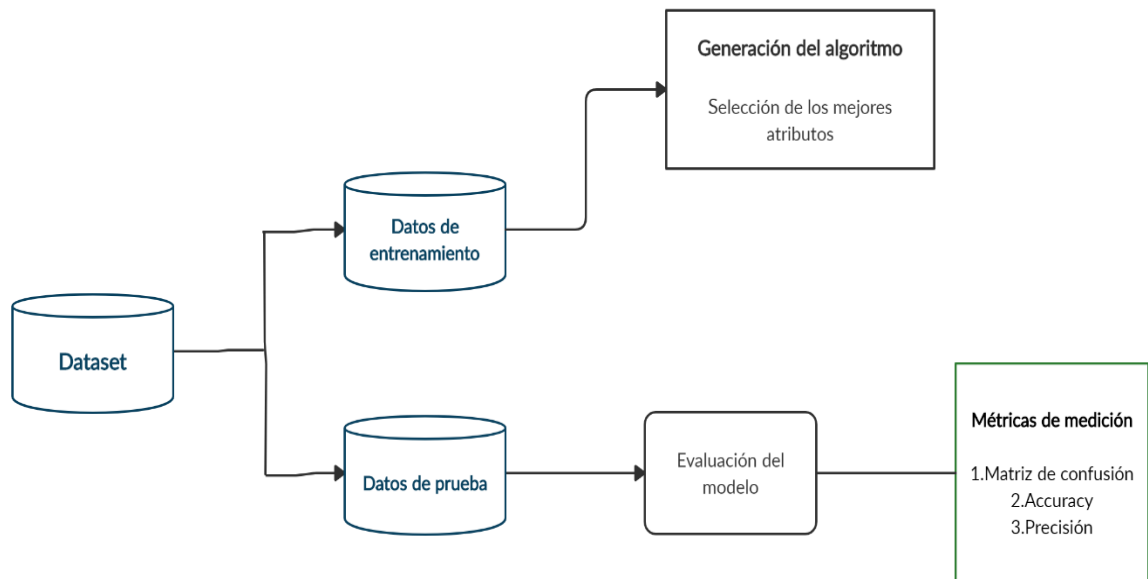 Generación del algoritmo
Selección de los mejores
atributos
Datos de
entrenamiento
Dataset
Datos de prueba
Evaluación del
modelo
Métricas de medición
1.Matriz de confusión
2.Accuracy
3.Precisión